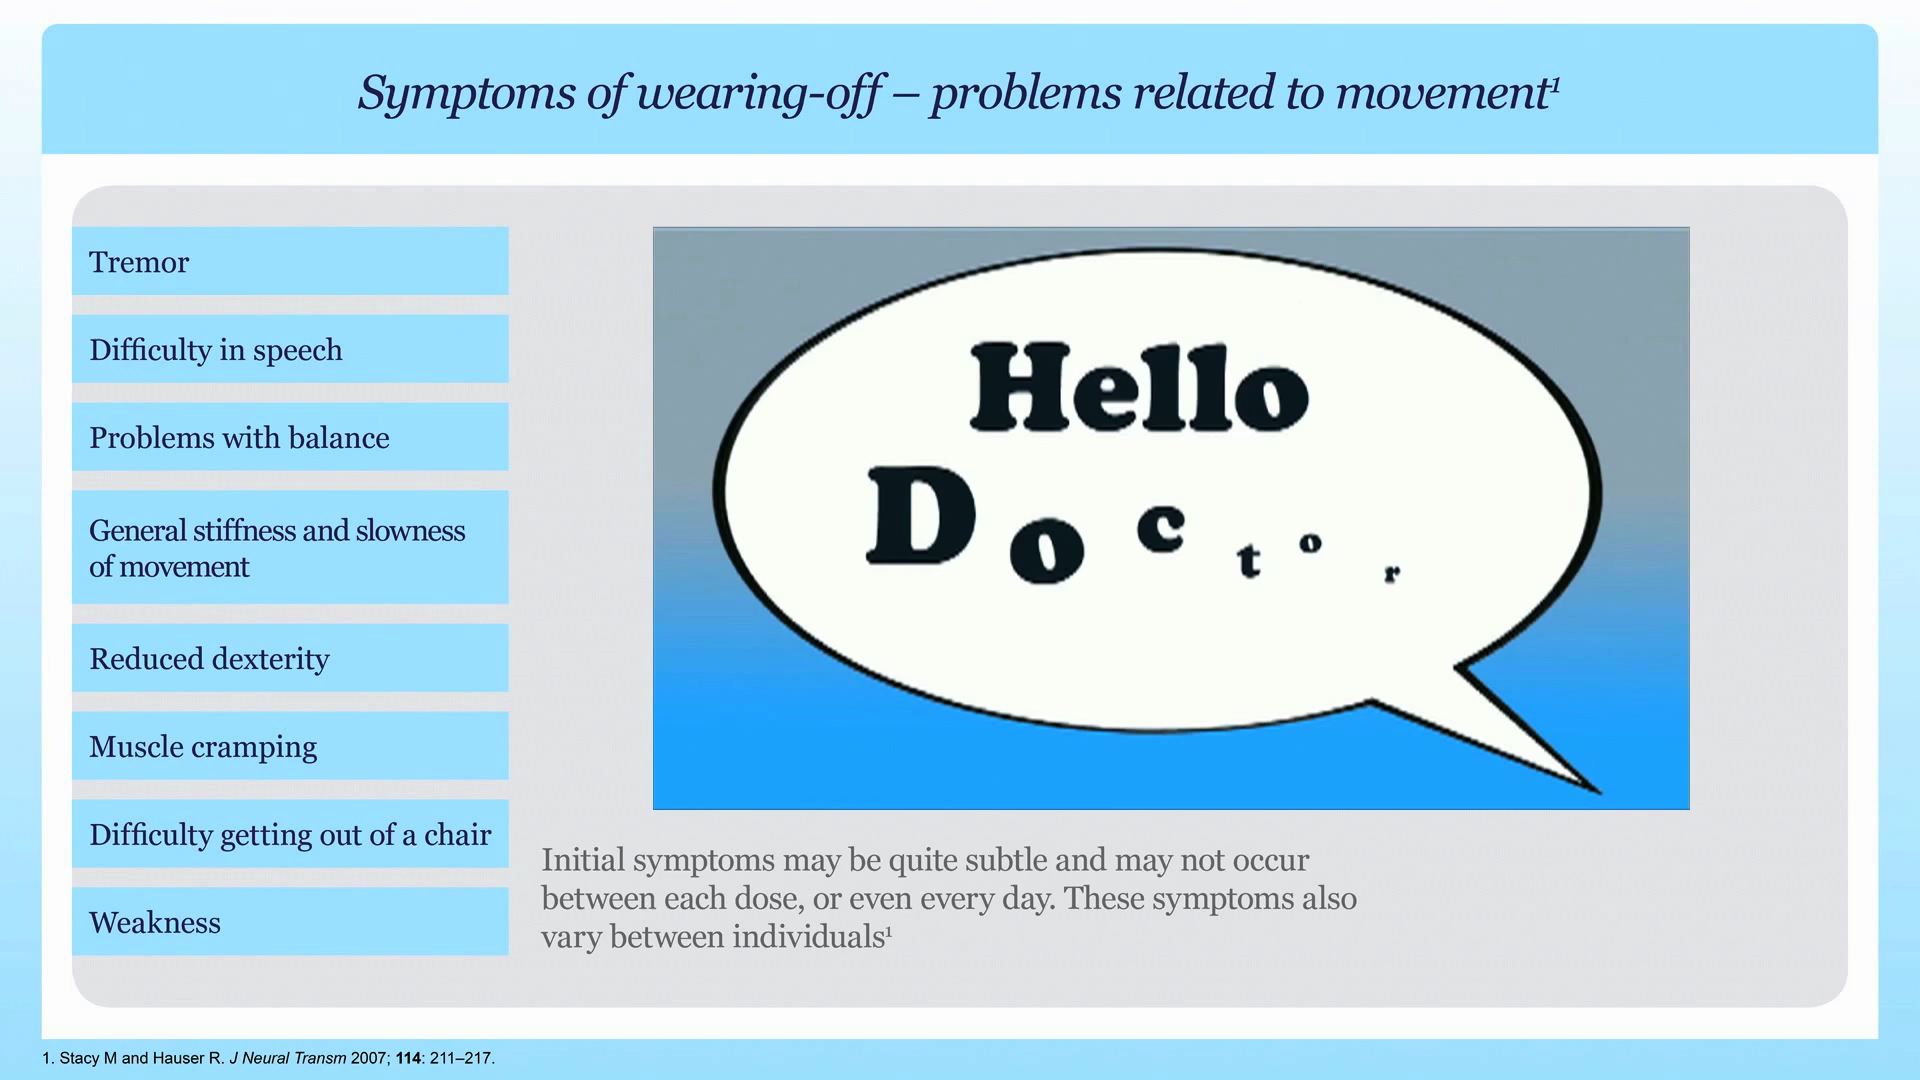 Symptoms of wearing-off – problems related to movement¹
Tremor
Difficulty in speech
Problems with balance
General stiffness and slowness
of movement
Reduced dexterity
Muscle cramping
Difficulty getting out of a chair
Weakness
Hello
Doctor
Initial symptoms may be quite subtle and may not occur
between each dose, or even every day. These symptoms also
vary between individuals¹
1. Stacy M and Hauser R. J Neural Transm 2007; 114: 211–217.